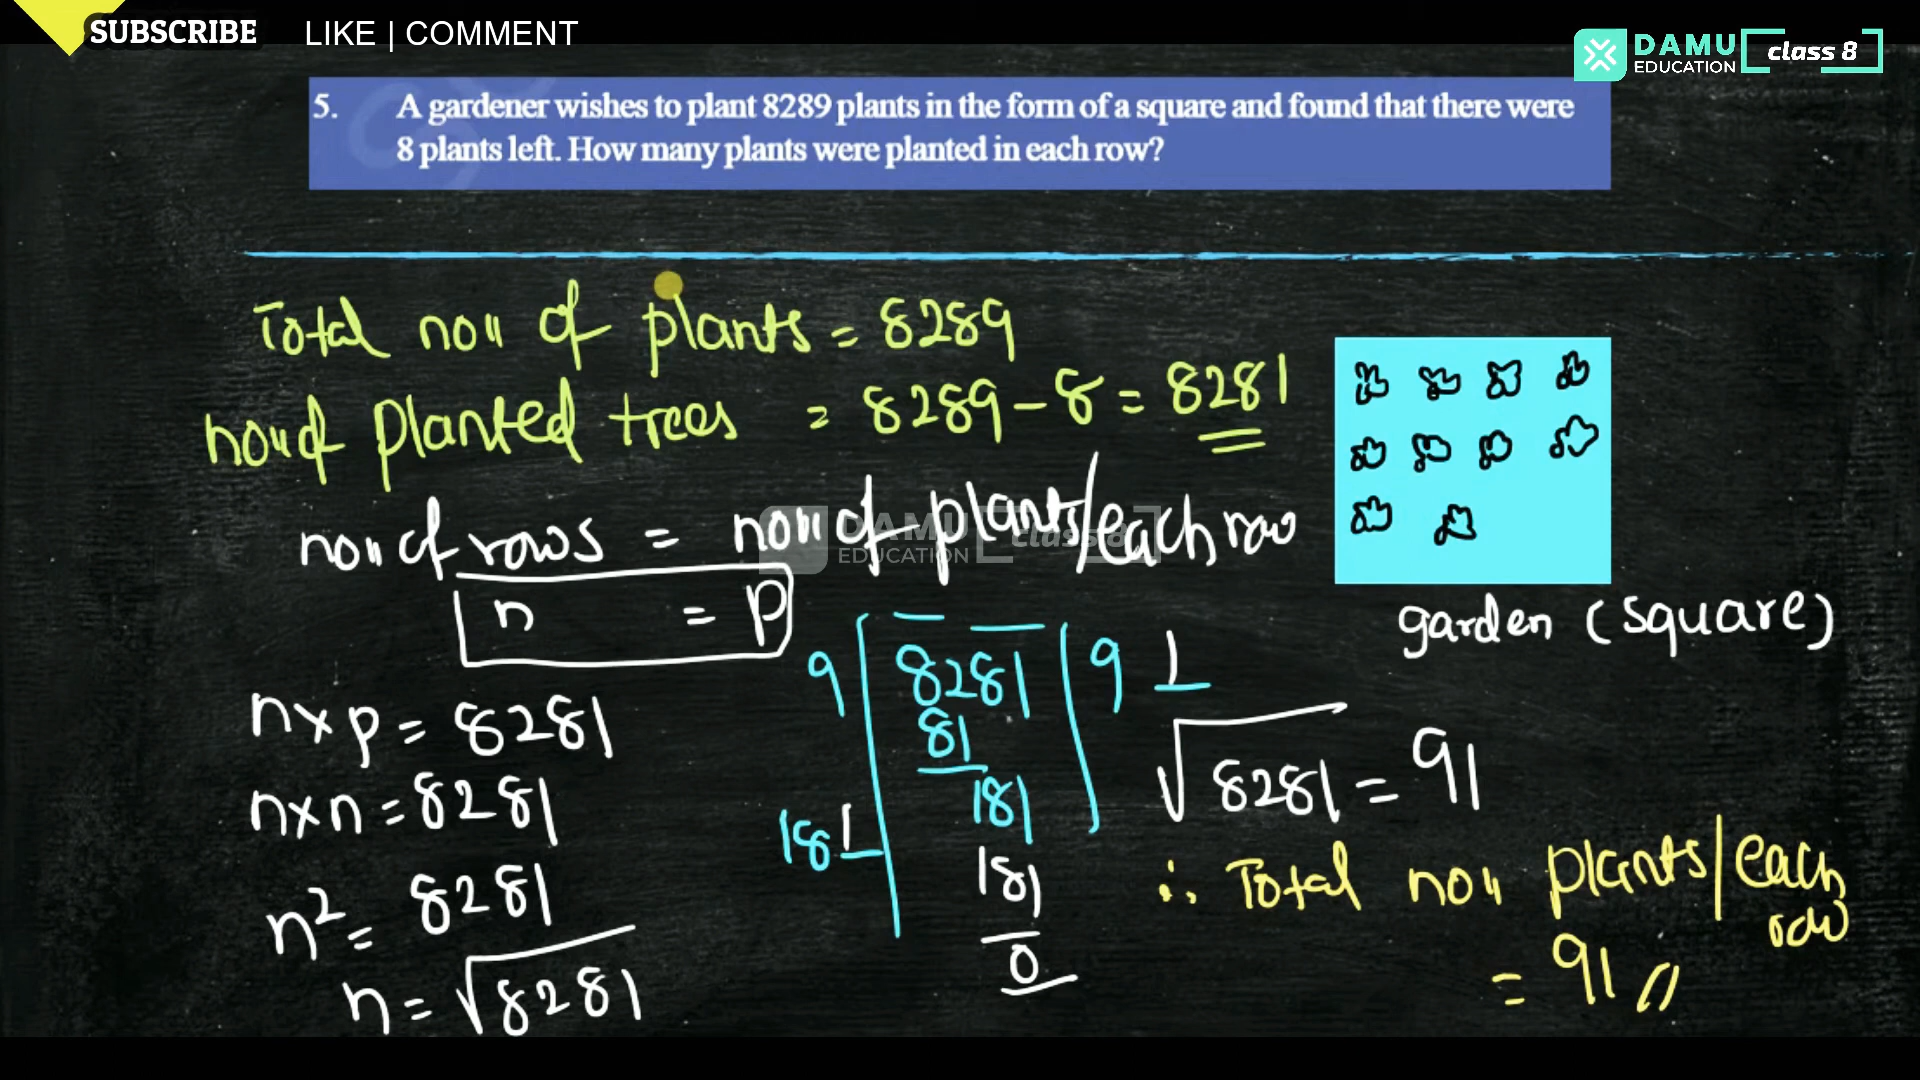 SUBSCRIBE LIKE | COMMENT
DAMU
EDUCATION
class 8
5. A gardener wishes to plant 8289 plants in the form of a square and found that there were
8 plants left. How many plants were planted in each row?
Total no॥ of plants = 8289
no॥ of planted trees = 8289 - 8 = 8281
no॥ of rows = no॥ of plants/each row
DAMU
EDUCATION
class 8
n = p
garden (square)
n x p = 8281
n x n = 8281
n² = 8281
n = √8281
9 8281 91
81
181 181
181
0
√8281 = 91
∴ Total no॥ plants/each
row
= 91 //